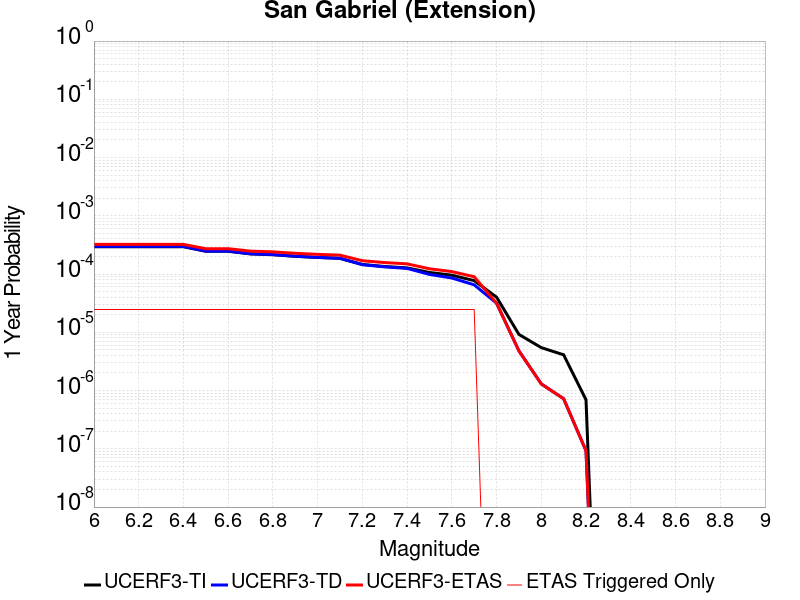 San Gabriel (Extension)
10^0
10^-1
10^-2
10^-3
10^-4
10^-5
10^-6
10^-7
10^-8
1 Year Probability
6 6.2 6.4 6.6 6.8 7 7.2 7.4 7.6 7.8 8 8.2 8.4 8.6 8.8 9
Magnitude
UCERF3-TI UCERF3-TD UCERF3-ETAS ETAS Triggered Only